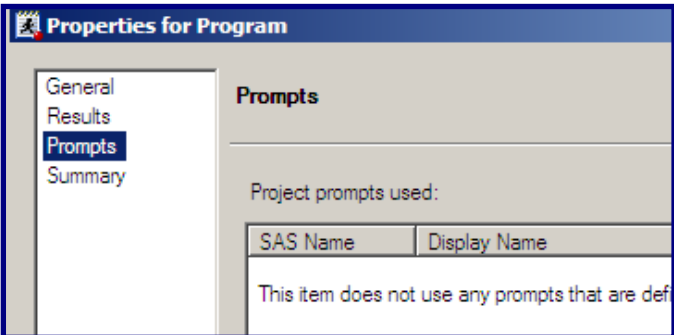 Properties for Program
General
Results
Prompts
Summary
Prompts
Project prompts used:
SAS Name Display Name
This item does not use any prompts that are defi